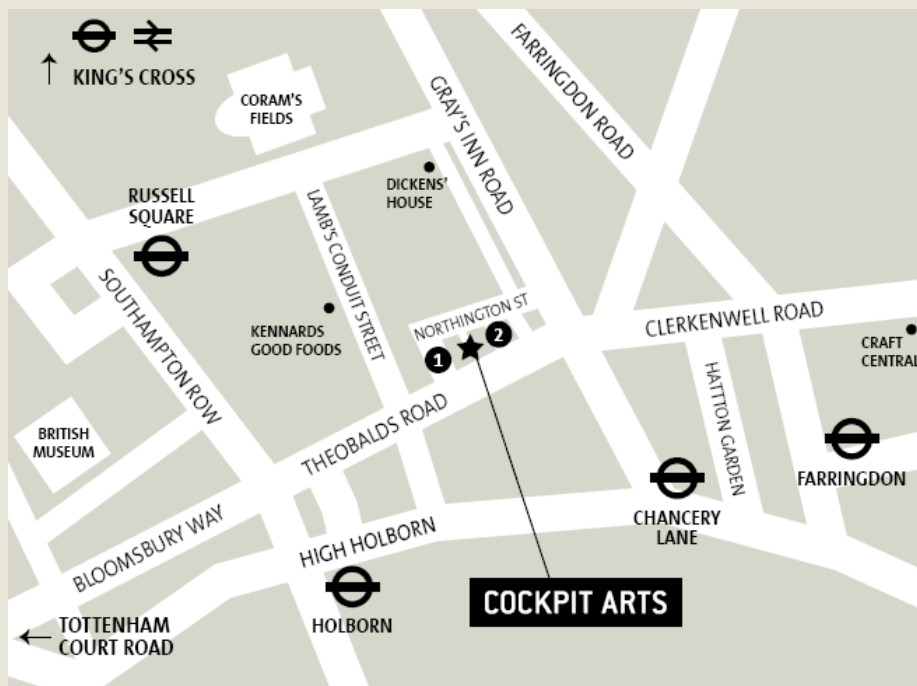 KING'S CROSS
CORAM'S
FIELDS
FARRINGDON ROAD
GRAY'S INN ROAD
DICKENS'
HOUSE
RUSSELL
SQUARE
LAMB'S CONDUIT STREET
SOUTHAMPTON ROW
KENNARDS
GOOD FOODS
NORTHINGTON ST
1
2
CLERKENWELL ROAD
CRAFT
CENTRAL
HATTTON GARDEN
BRITISH
MUSEUM
THEOBALDS ROAD
FARRINGDON
CHANCERY
LANE
BLOOMSBURY WAY
HIGH HOLBORN
COCKPIT ARTS
HOLBORN
TOTTENHAM
COURT ROAD